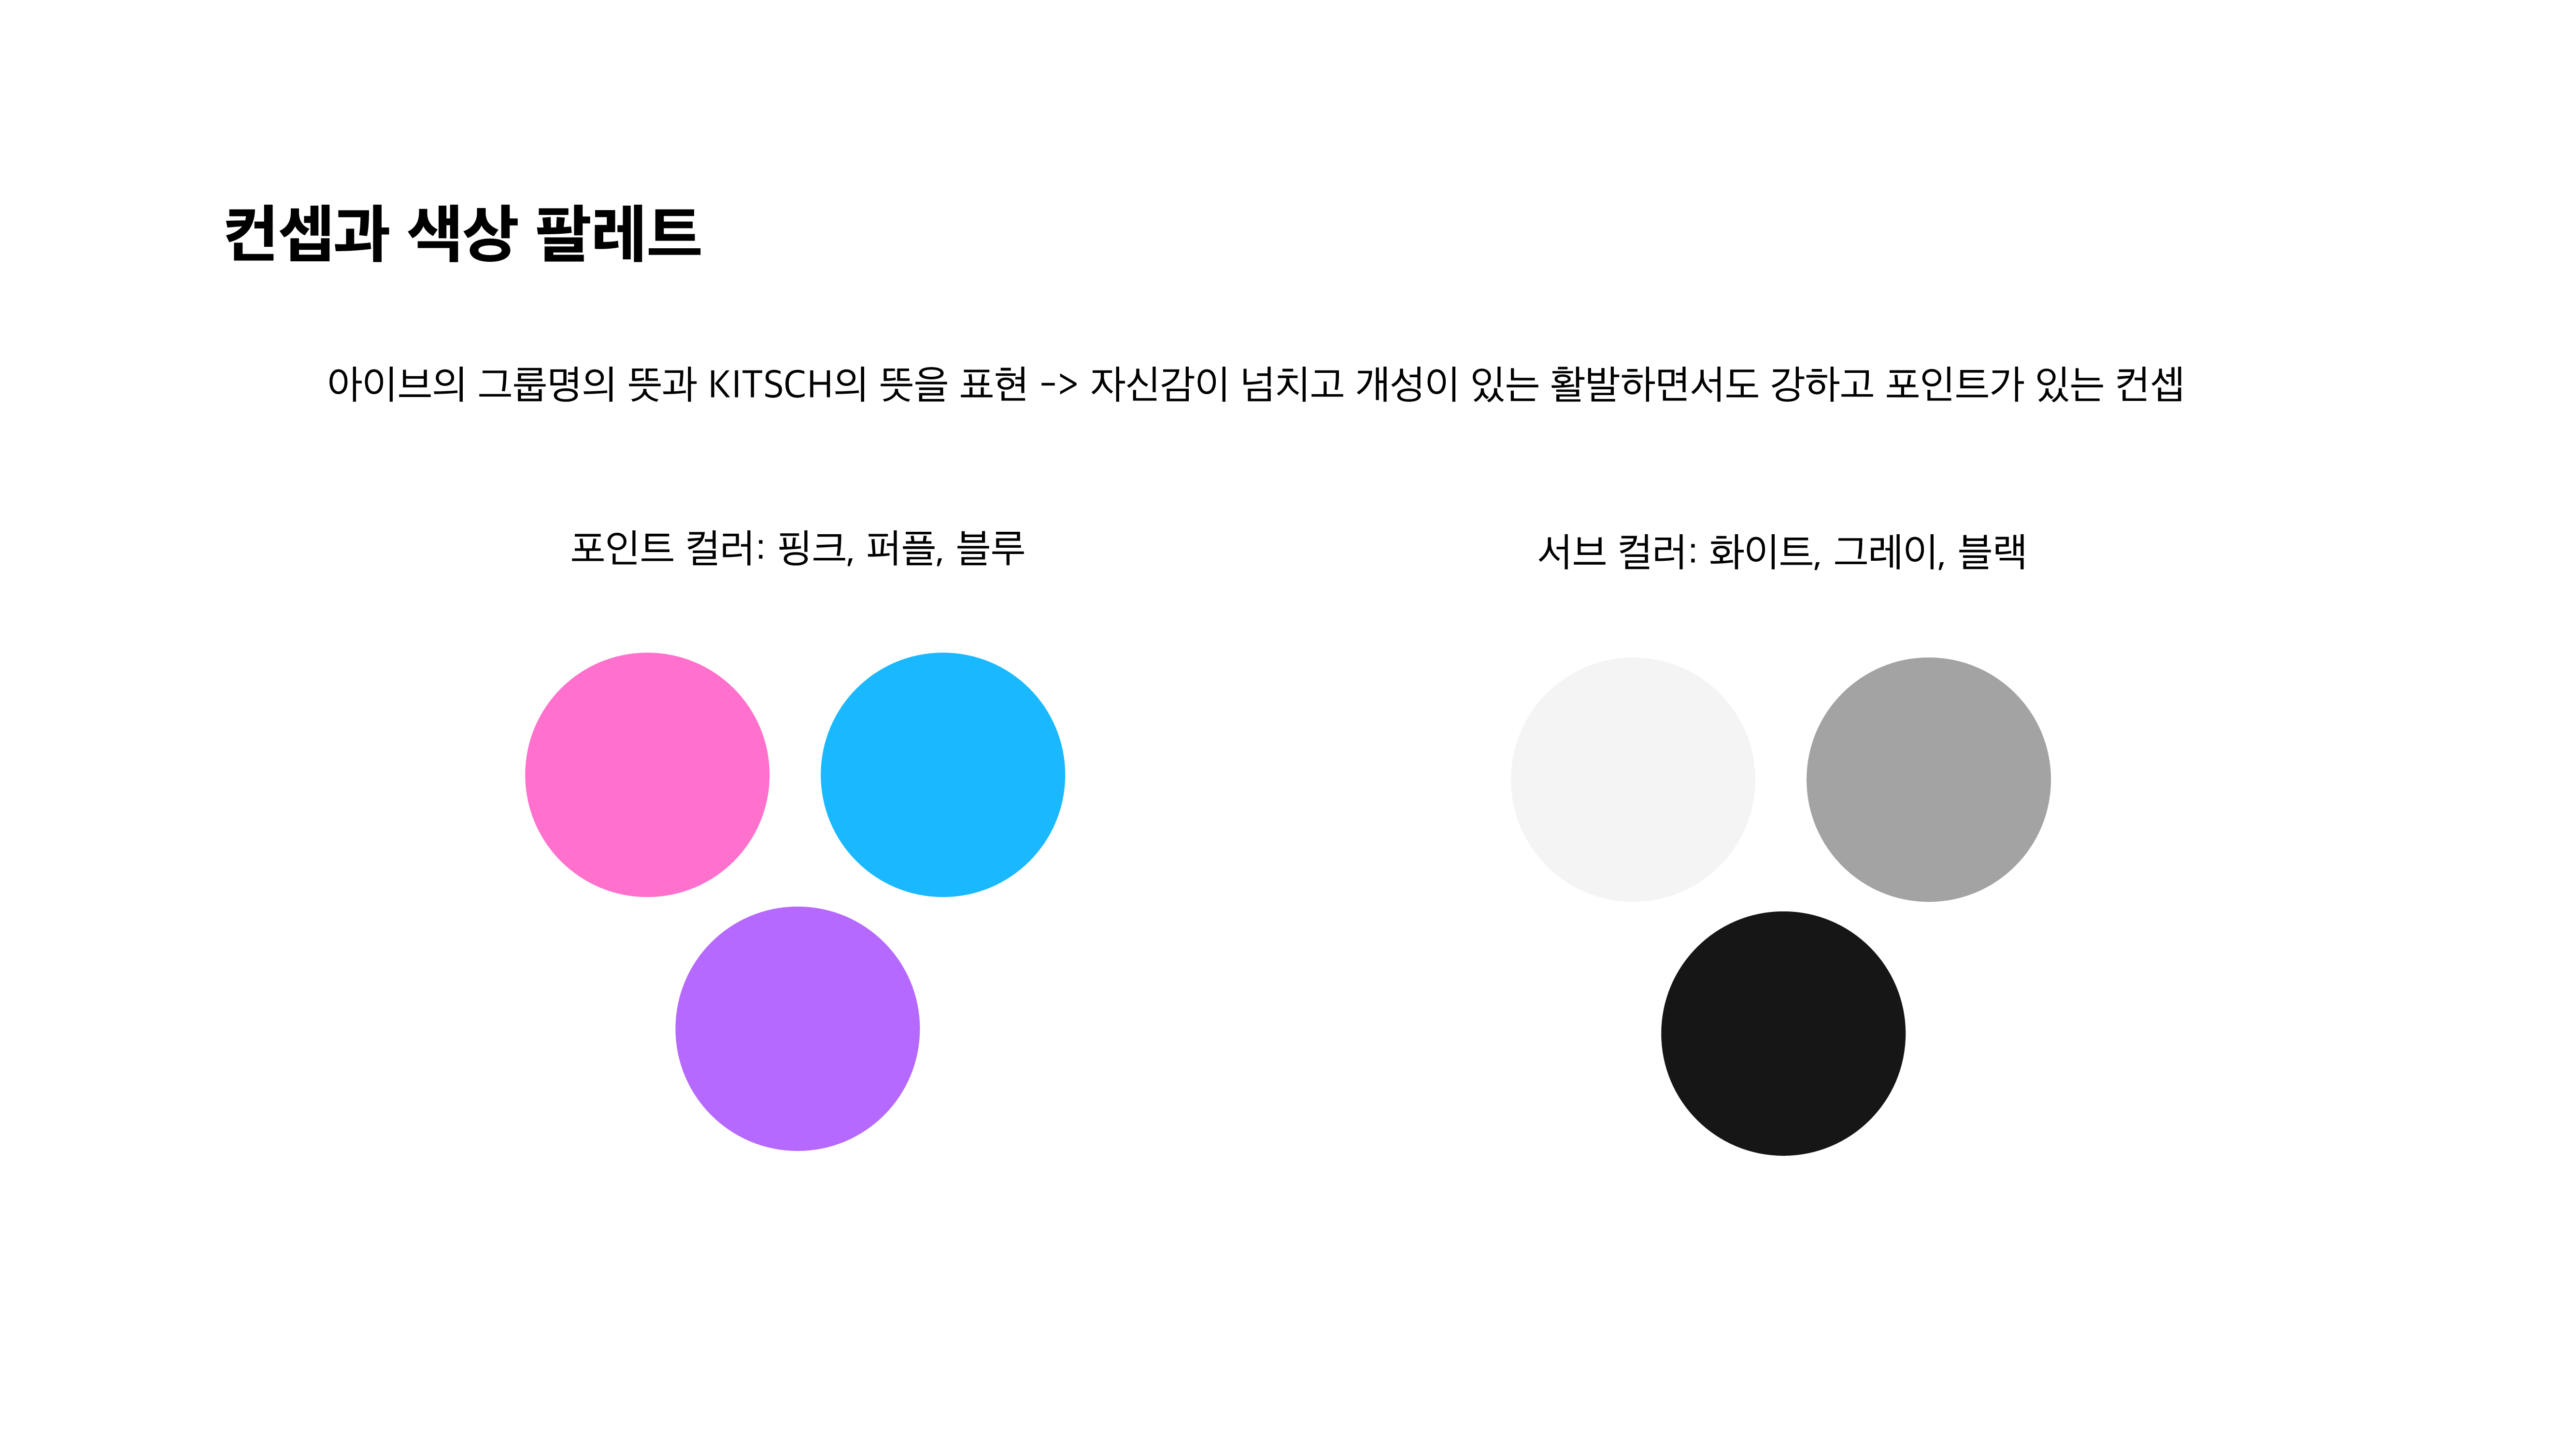 컨셉과 색상 팔레트
아이브의 그룹명의 뜻과 KITSCH의 뜻을 표현 -> 자신감이 넘치고 개성이 있는 활발하면서도 강하고 포인트가 있는 컨셉
포인트 컬러: 핑크, 퍼플, 블루
서브 컬러: 화이트, 그레이, 블랙